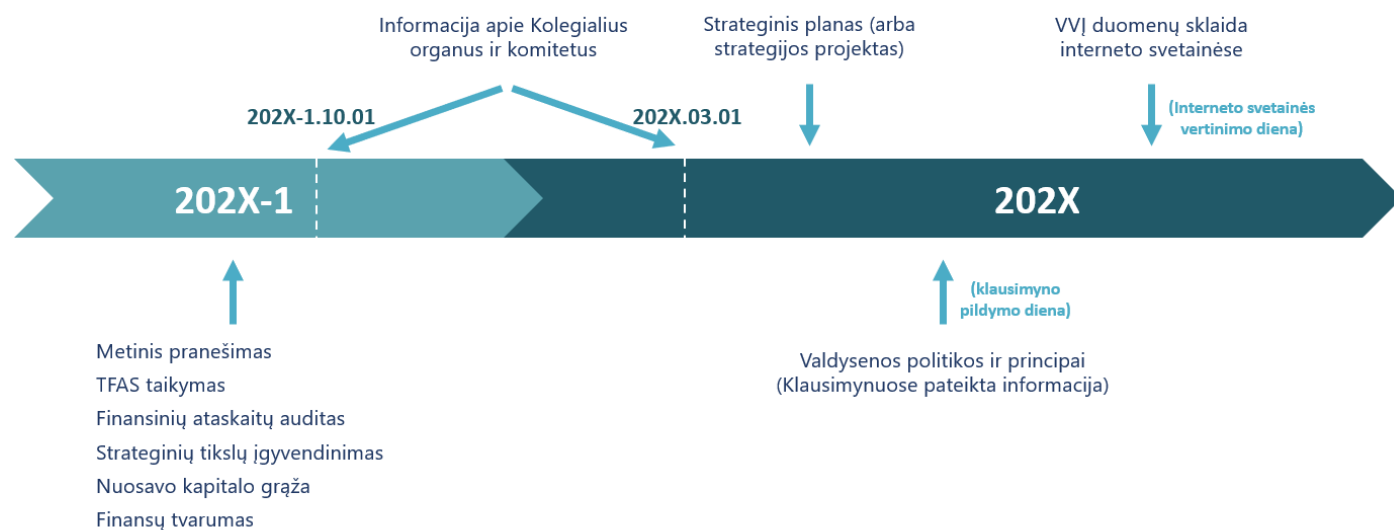 Informacija apie Kolegialius
organus ir komitetus
Strateginis planas (arba
strategijos projektas)
VVĮ duomenų sklaida
interneto svetainėse
202X-1.10.01
202X.03.01
(Interneto svetainės
vertinimo diena)
202X-1
202X
(klausimyno
pildymo diena)
Metinis pranešimas
TFAS taikymas
Finansinių ataskaitų auditas
Strateginių tikslų įgyvendinimas
Nuosavo kapitalo grąža
Finansų tvarumas
Valdysenos politikos ir principai
(Klausimynuose pateikta informacija)